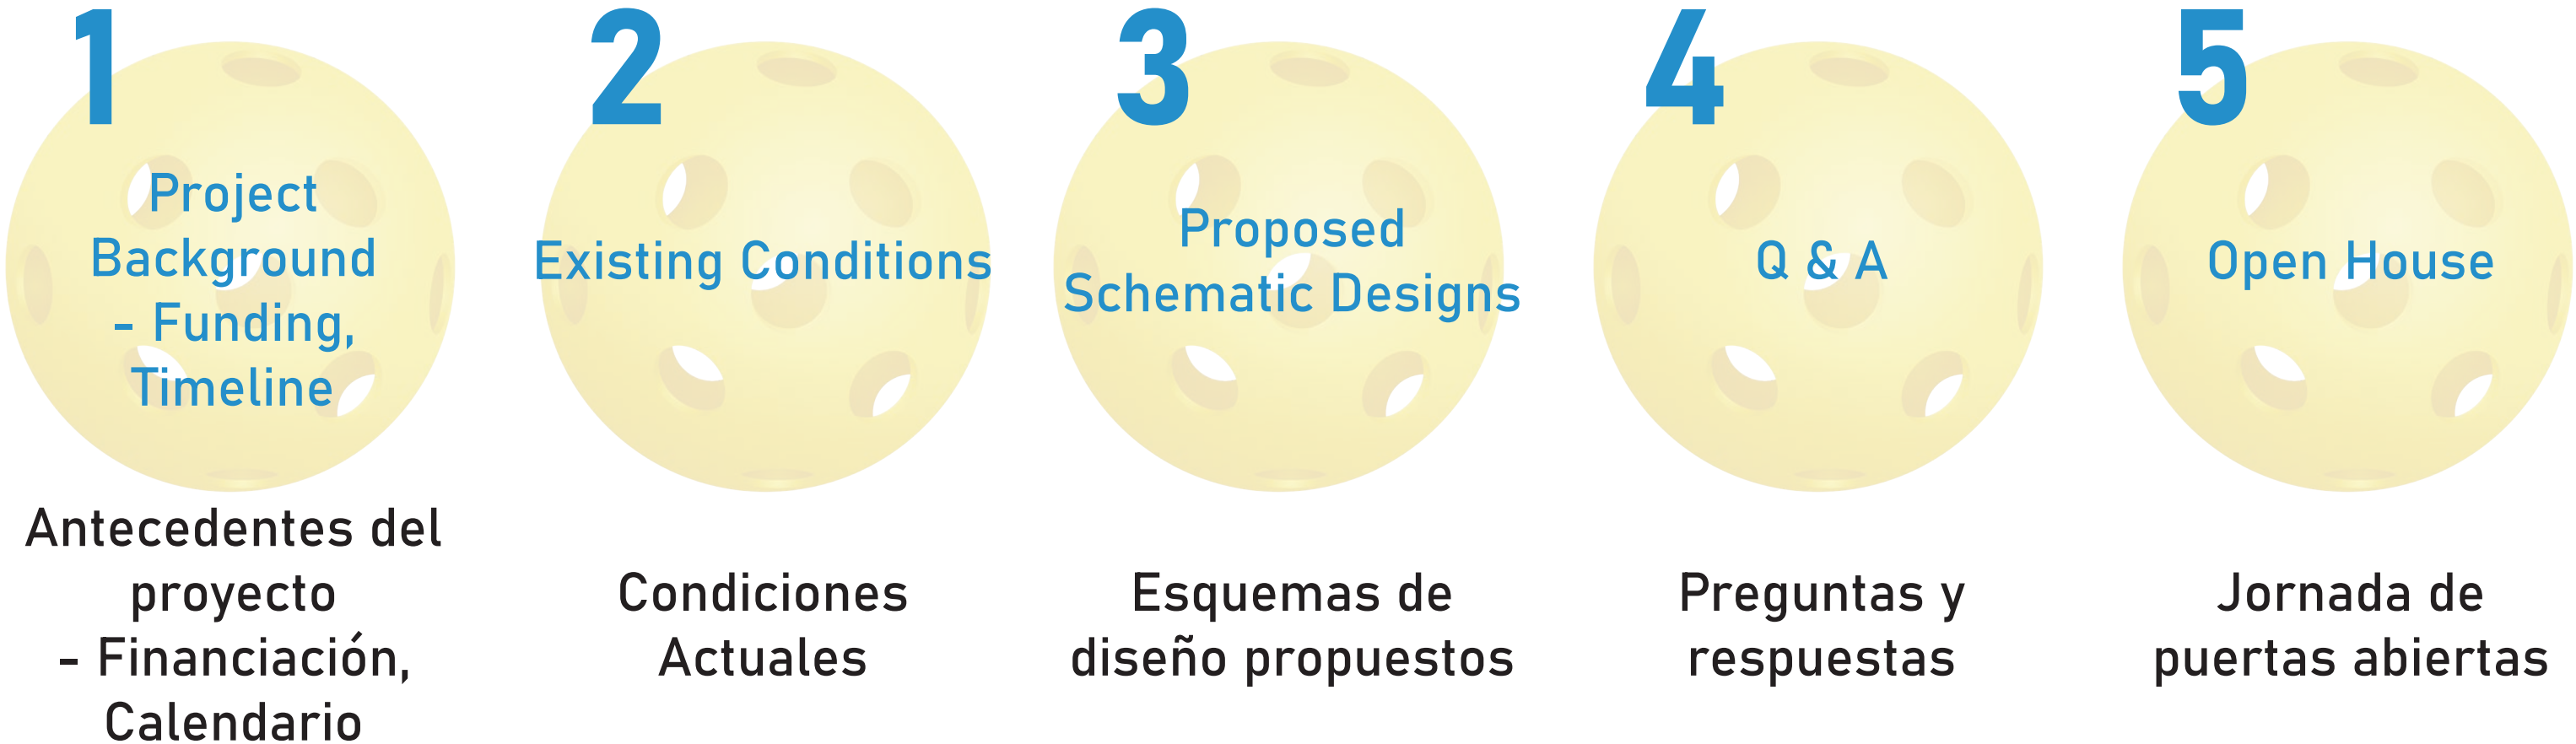 1
Project
Background
- Funding,
Timeline
Antecedentes del
proyecto
- Financiación,
Calendario
2
Existing Conditions
Condiciones
Actuales
3
Proposed
Schematic Designs
Esquemas de
diseño propuestos
4
Q & A
Preguntas y
respuestas
5
Open House
Jornada de
puertas abiertas